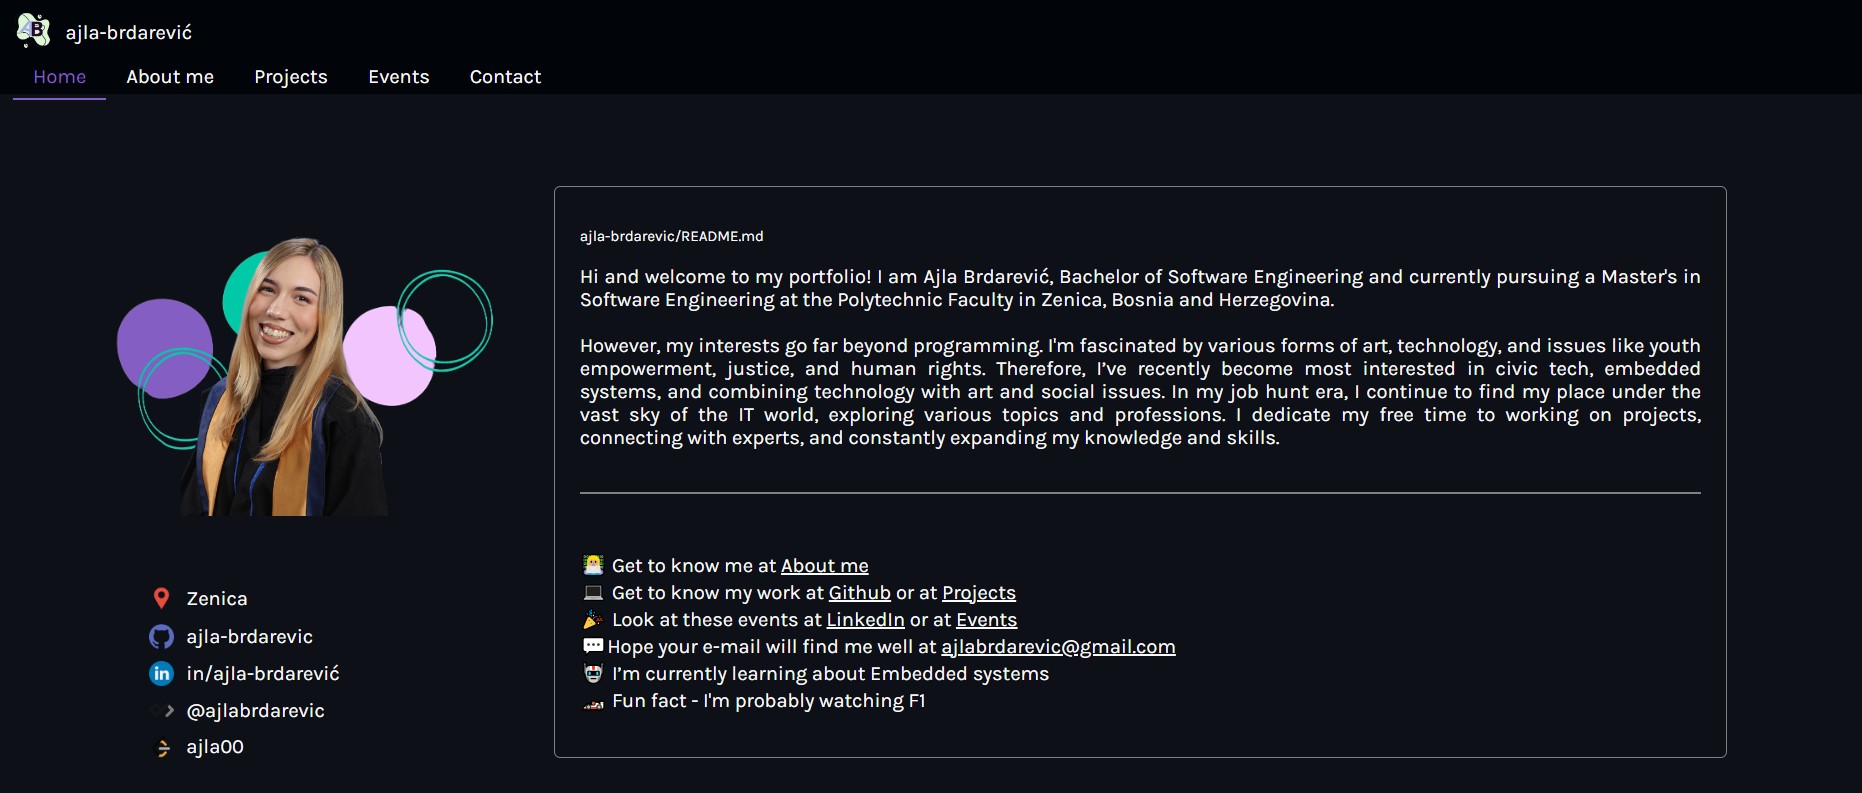 AB
ajla-brdarević
Home About me Projects Events Contact
ajla-brdarevic/README.md
Hi and welcome to my portfolio! I am Ajla Brdarević, Bachelor of Software Engineering and currently pursuing a Master's in
Software Engineering at the Polytechnic Faculty in Zenica, Bosnia and Herzegovina.
However, my interests go far beyond programming. I'm fascinated by various forms of art, technology, and issues like youth
empowerment, justice, and human rights. Therefore, I’ve recently become most interested in civic tech, embedded
systems, and combining technology with art and social issues. In my job hunt era, I continue to find my place under the
vast sky of the IT world, exploring various topics and professions. I dedicate my free time to working on projects,
connecting with experts, and constantly expanding my knowledge and skills.
Get to know me at About me
Get to know my work at Github or at Projects
Look at these events at LinkedIn or at Events
Hope your e-mail will find me well at ajlabrdarevic@gmail.com
I’m currently learning about Embedded systems
Fun fact - I'm probably watching F1
Zenica
ajla-brdarevic
in/ajla-brdarević
@ajlabrdarevic
ajla00